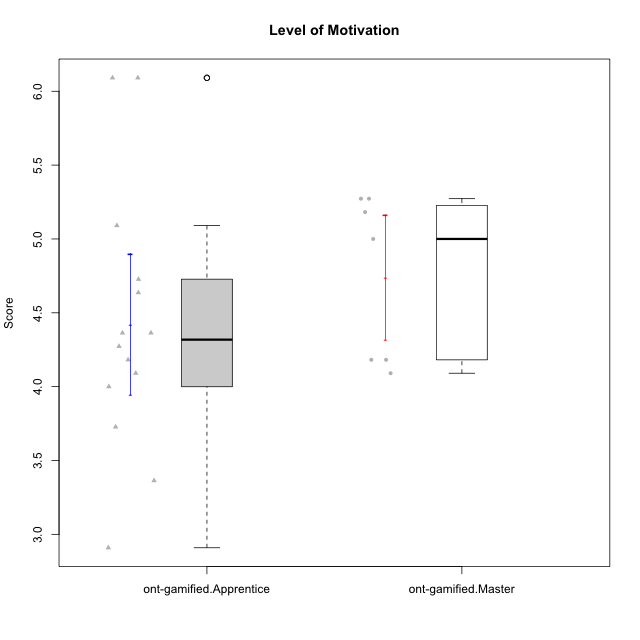 Level of Motivation
Score
6.0
5.5
5.0
4.5
4.0
3.5
3.0
ont-gamified.Apprentice
ont-gamified.Master